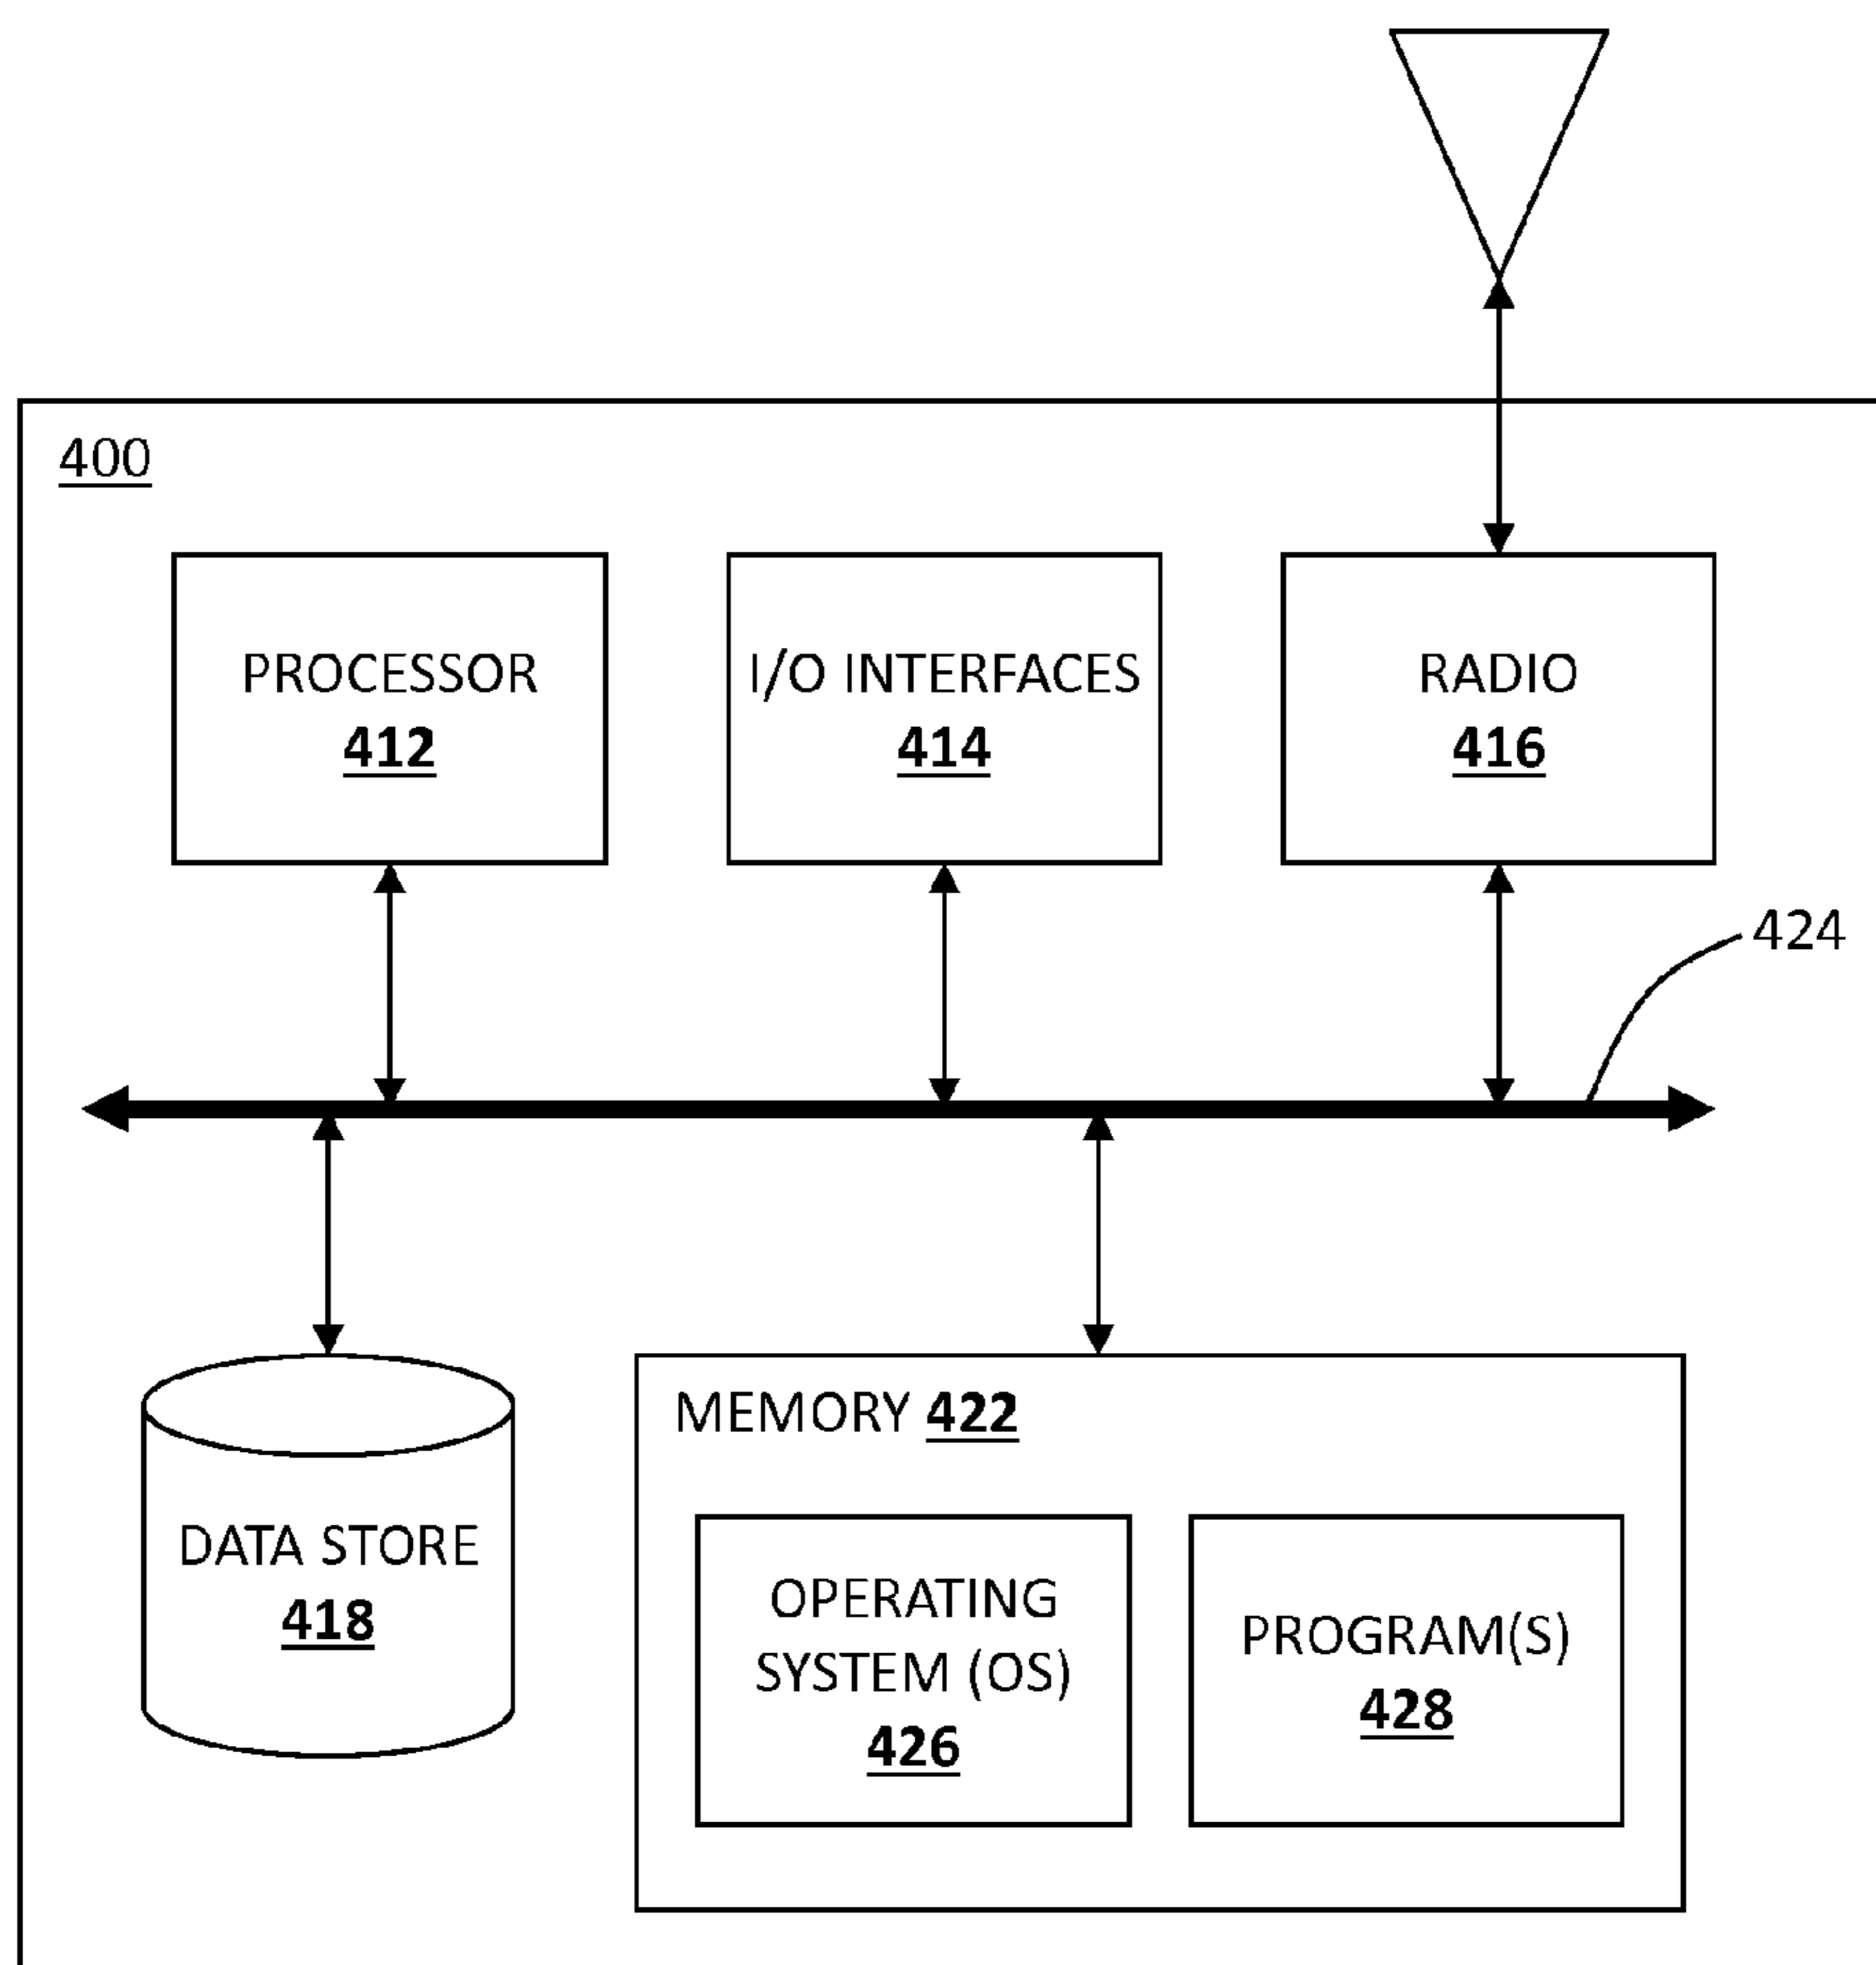 400
PROCESSOR
412
I/O INTERFACES
414
RADIO
416
424
DATA STORE
418
MEMORY 422
OPERATING
SYSTEM (OS)
426
PROGRAM(S)
428